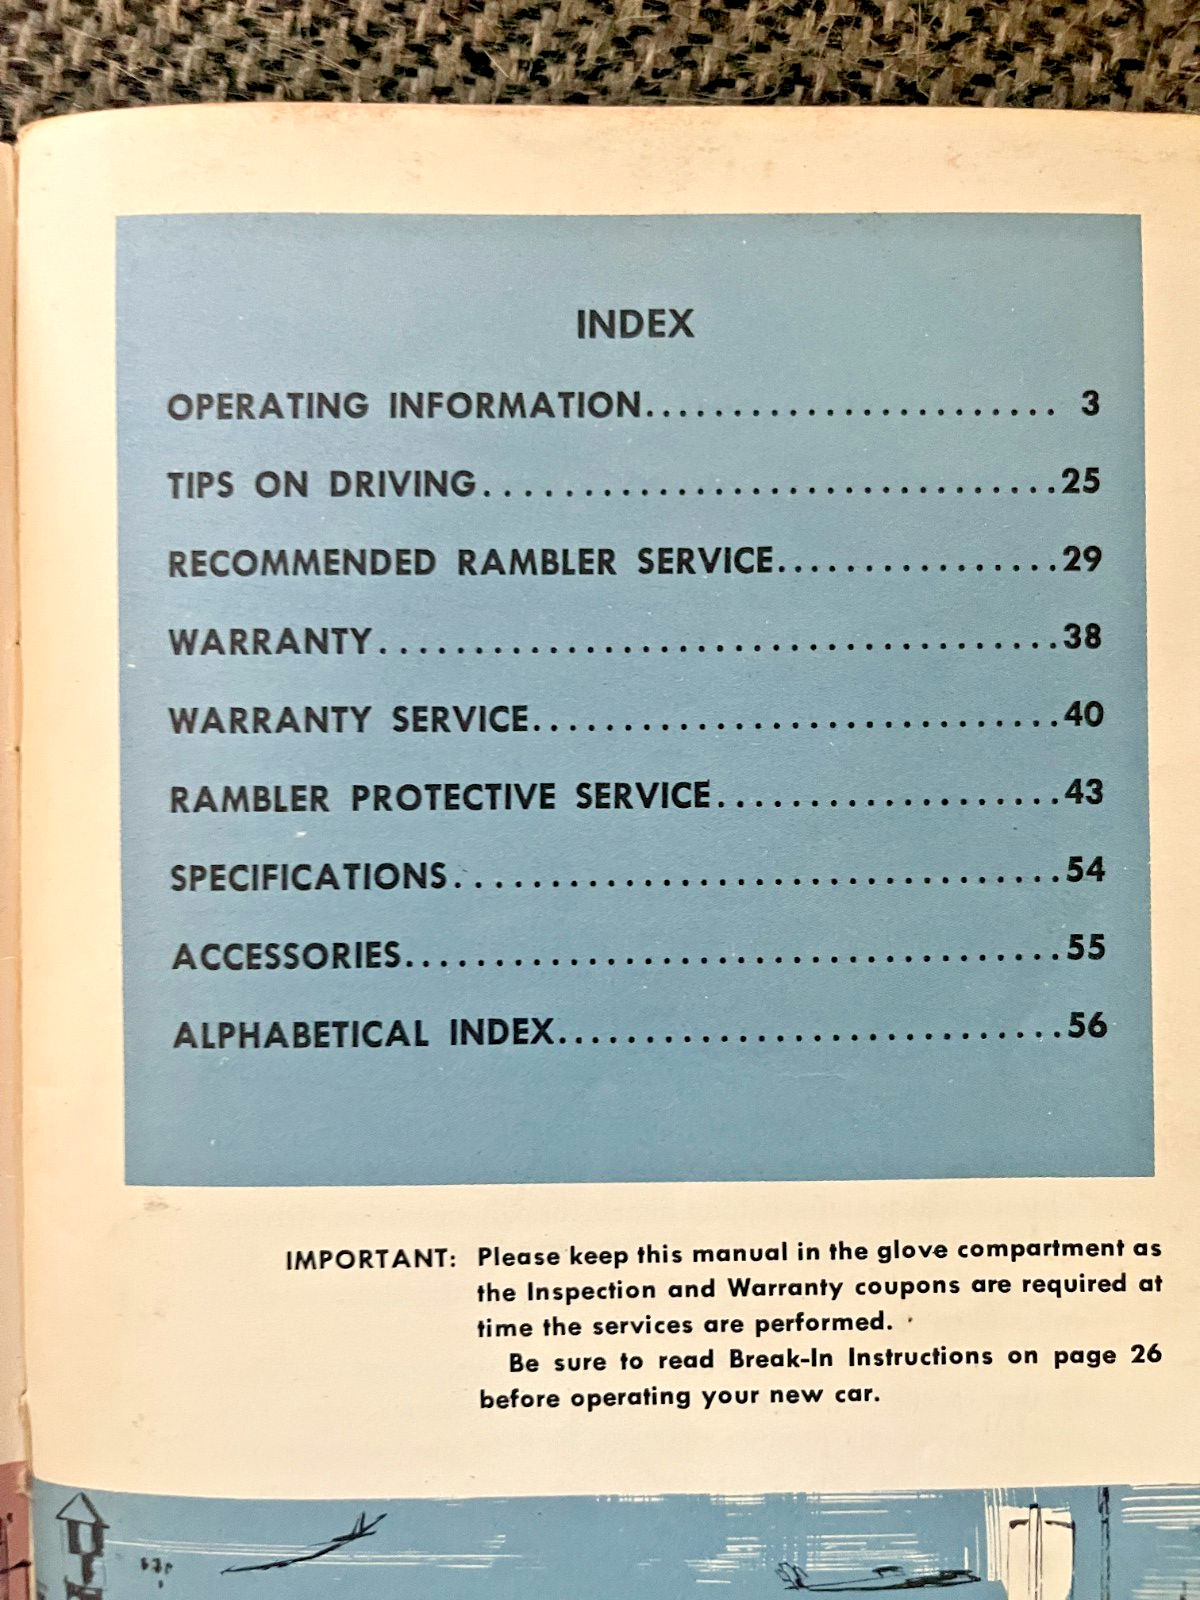 INDEX
OPERATING INFORMATION........................ 3
TIPS ON DRIVING................................25
RECOMMENDED RAMBLER SERVICE.................29
WARRANTY.....................................38
WARRANTY SERVICE.............................40
RAMBLER PROTECTIVE SERVICE....................43
SPECIFICATIONS.................................54
ACCESSORIES....................................55
ALPHABETICAL INDEX.............................56
IMPORTANT: Please keep this manual in the glove compartment as
the Inspection and Warranty coupons are required at
time the services are performed.
Be sure to read Break-In Instructions on page 26
before operating your new car.